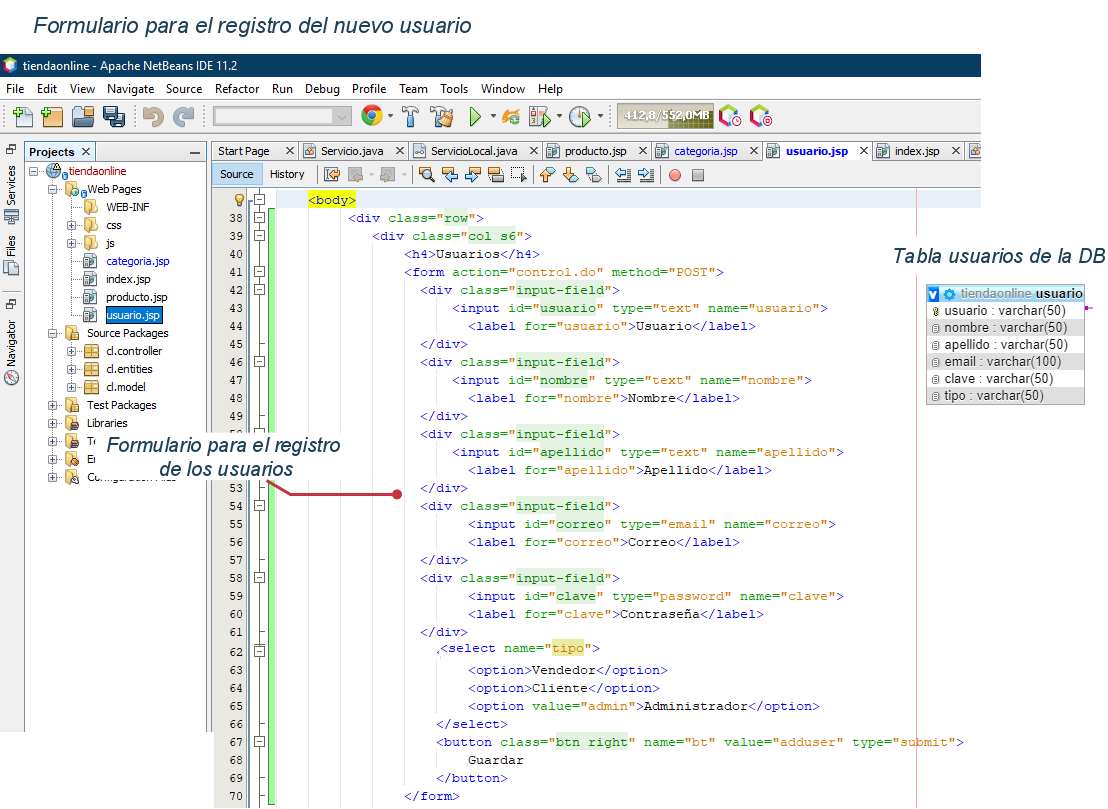 Formulario para el registro del nuevo usuario
tiendaonline - Apache NetBeans IDE 11.2
File Edit View Navigate Source Refactor Run Debug Profile Team Tools Window Help
412,8/552,0MB
Services
Files
Navigator
Projects
tiendaonline
Web Pages
WEB-INF
css
js
categoria.jsp
index.jsp
producto.jsp
usuario.jsp
Source Packages
cl.controller
cl.entities
cl.model
Test Packages
Libraries
Start Page Servicio.java ServicioLocal.java producto.jsp categoria.jsp usuario.jsp index.jsp
Source History
<body>
38 <div class="row">
39 <div class="col s6">
40 <h4>Usuarios</h4>
41 <form action="control.do" method="POST">
42 <div class="input-field">
43 <input id="usuario" type="text" name="usuario">
44 <label for="usuario">Usuario</label>
45 </div>
46 <div class="input-field">
47 <input id="nombre" type="text" name="nombre">
48 <label for="nombre">Nombre</label>
49 </div>
<div class="input-field">
<input id="apellido" type="text" name="apellido">
<label for="apellido">Apellido</label>
53 </div>
54 <div class="input-field">
55 <input id="correo" type="email" name="correo">
56 <label for="correo">Correo</label>
57 </div>
58 <div class="input-field">
59 <input id="clave" type="password" name="clave">
60 <label for="clave">Contraseña</label>
61 </div>
62 <select name="tipo">
63 <option>Vendedor</option>
64 <option>Cliente</option>
65 <option value="admin">Administrador</option>
66 </select>
67 <button class="btn right" name="bt" value="adduser" type="submit">
68 Guardar
69 </button>
70 </form>
Formulario para el registro
de los usuarios
Tabla usuarios de la DB
tiendaonline usuario
usuario : varchar(50)
nombre : varchar(50)
apellido : varchar(50)
email : varchar(100)
clave : varchar(50)
tipo : varchar(50)